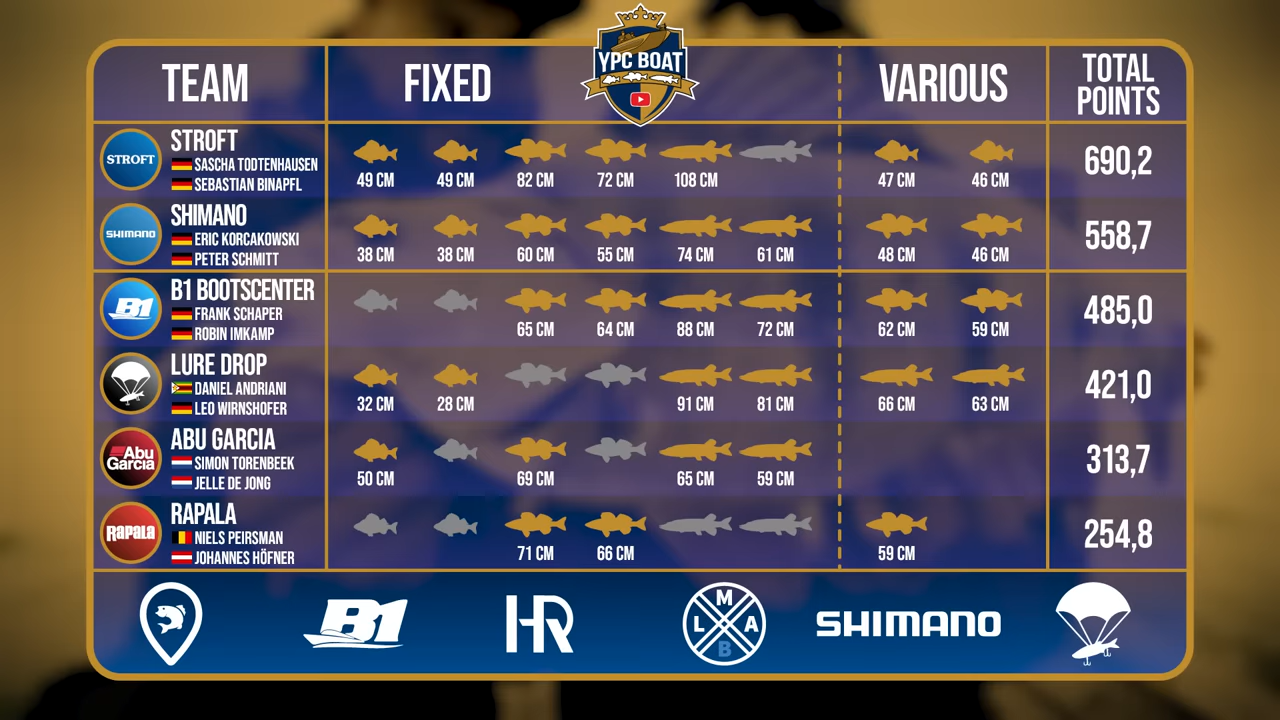 YPC BOAT
TEAM FIXED VARIOUS TOTAL POINTS
STROFT
STROFT
SASCHA TODTENHAUSEN
SEBASTIAN BINAPFL
49 CM 49 CM 82 CM 72 CM 108 CM 47 CM 46 CM
690,2
SHIMANO
SHIMANO
ERIC KORCAKOWSKI
PETER SCHMITT
38 CM 38 CM 60 CM 55 CM 74 CM 61 CM 48 CM 46 CM
558,7
B1
B1 BOOTSCENTER
FRANK SCHAPER
ROBIN IMKAMP
65 CM 64 CM 88 CM 72 CM 62 CM 59 CM
485,0
LURE DROP
DANIEL ANDRIANI
LEO WIRNSHOFER
32 CM 28 CM 91 CM 81 CM 66 CM 63 CM
421,0
Abu Garcia
ABU GARCIA
SIMON TORENBEEK
JELLE DE JONG
50 CM 69 CM 65 CM 59 CM
313,7
RAPALA
Rapala
NIELS PEIRSMAN
JOHANNES HÖFNER
71 CM 66 CM 59 CM
254,8
B1 HR M L A B SHIMANO